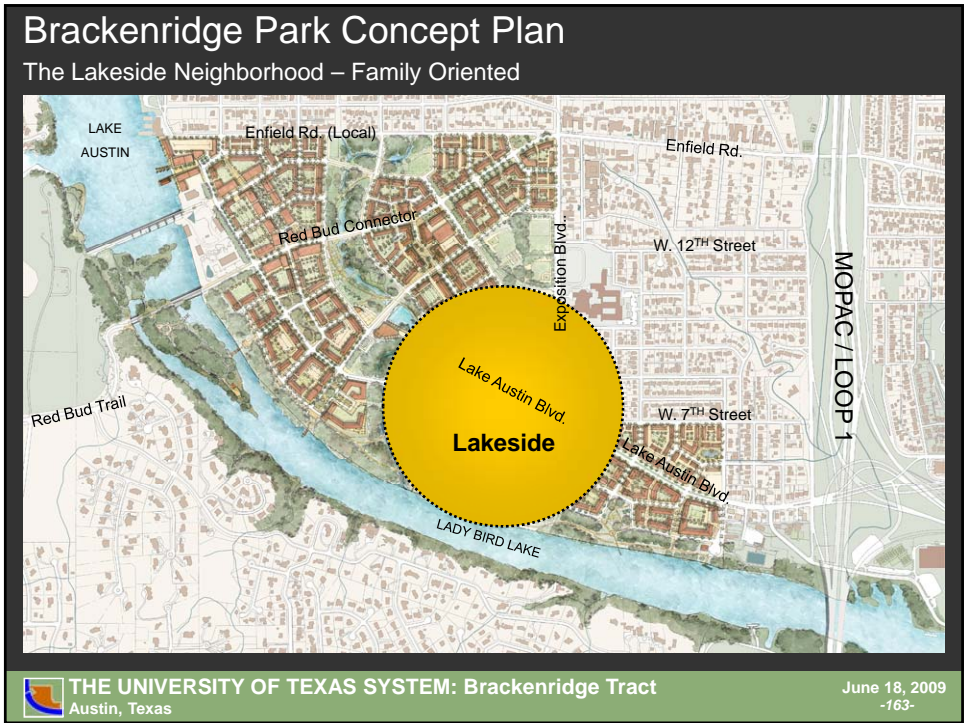 Brackenridge Park Concept Plan
The Lakeside Neighborhood – Family Oriented
LAKE
AUSTIN
Enfield Rd. (Local)
Enfield Rd.
Red Bud Connector
Exposition Blvd..
W. 12TH Street
MOPAC / LOOP 1
Lake Austin Blvd.
Red Bud Trail
W. 7TH Street
Lakeside
Lake Austin Blvd.
LADY BIRD LAKE
THE UNIVERSITY OF TEXAS SYSTEM: Brackenridge Tract
Austin, Texas
June 18, 2009
-163-